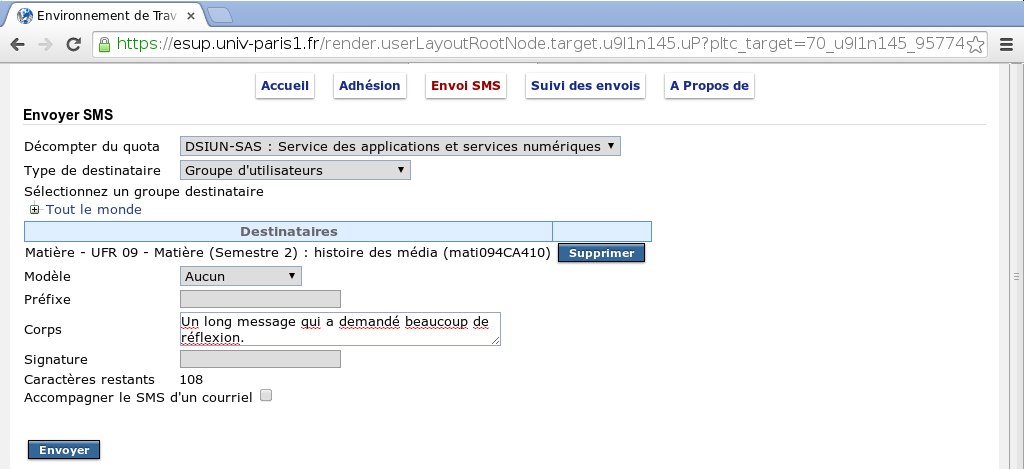 Environnement de Trav
https://esup.univ-paris1.fr/render.userLayoutRootNode.target.u9l1n145.uP?pltc_target=70_u9l1n145_95774
Accueil Adhésion Envoi SMS Suivi des envois A Propos de
Envoyer SMS
Décompter du quota DSIUN-SAS : Service des applications et services numériques
Type de destinataire Groupe d'utilisateurs
Sélectionnez un groupe destinataire
Tout le monde
Destinataires
Matière - UFR 09 - Matière (Semestre 2) : histoire des média (mati094CA410) Supprimer
Modèle Aucun
Préfixe
Corps Un long message qui a demandé beaucoup de
réflexion.
Signature
Caractères restants 108
Accompagner le SMS d'un courriel
Envoyer